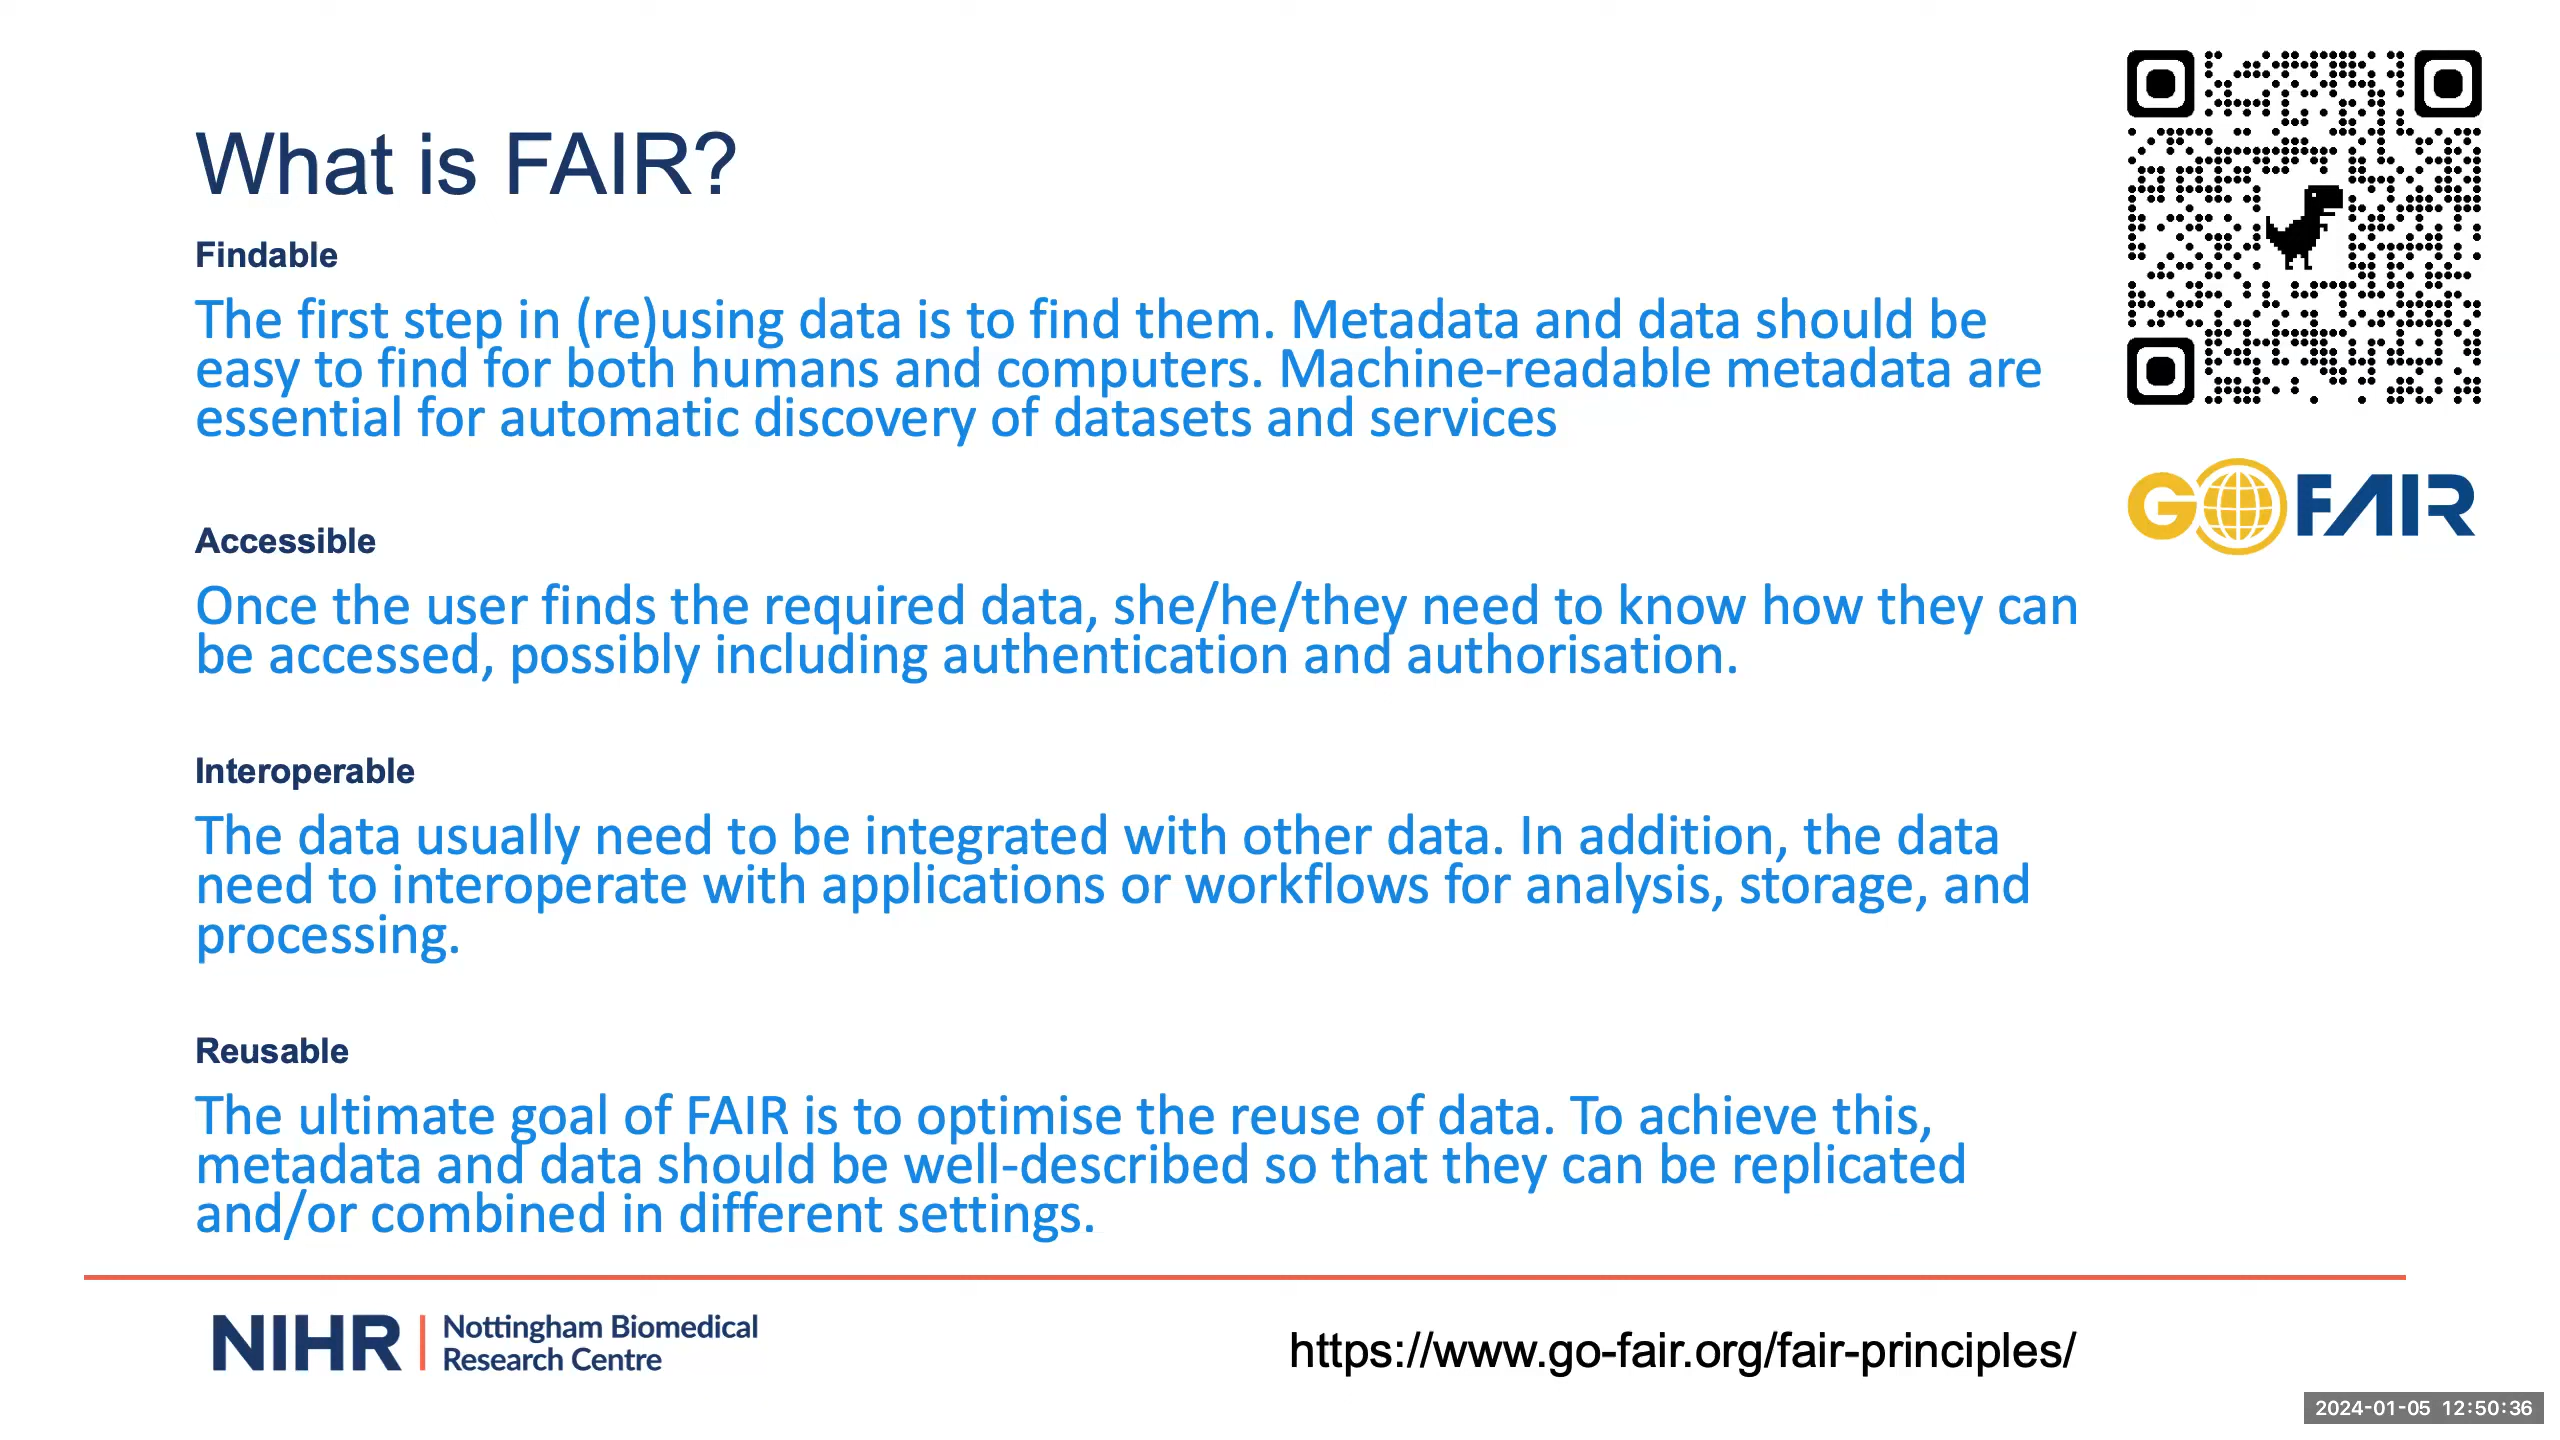 What is FAIR?
Findable
The first step in (re)using data is to find them. Metadata and data should be
easy to find for both humans and computers. Machine-readable metadata are
essential for automatic discovery of datasets and services
GO FAIR
Accessible
Once the user finds the required data, she/he/they need to know how they can
be accessed, possibly including authentication and authorisation.
Interoperable
The data usually need to be integrated with other data. In addition, the data
need to interoperate with applications or workflows for analysis, storage, and
processing.
Reusable
The ultimate goal of FAIR is to optimise the reuse of data. To achieve this,
metadata and data should be well-described so that they can be replicated
and/or combined in different settings.
NIHR | Nottingham Biomedical
Research Centre
https://www.go-fair.org/fair-principles/
2024-01-05 12:50:36